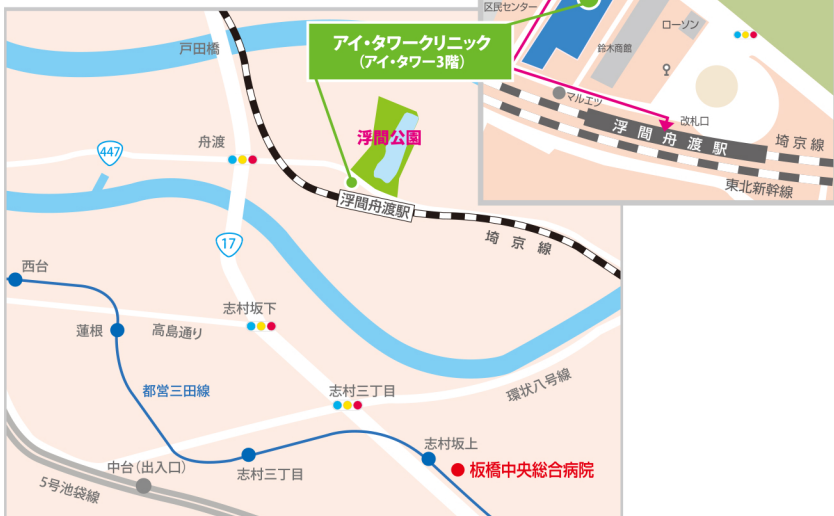 区民センター
ローソン
鈴木商館
マルエツ
改札口
浮間舟渡駅
埼京線
東北新幹線
アイ・タワークリニック
(アイ・タワー3階)
戸田橋
浮間公園
舟渡
447
浮間舟渡駅
埼京線
17
西台
志村坂下
蓮根
高島通り
都営三田線
志村三丁目
環状八号線
志村坂上
板橋中央総合病院
中台(出入口)
志村三丁目
5号池袋線